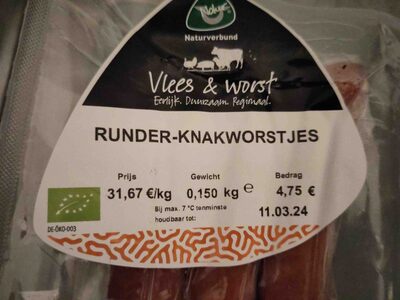 Natur
Naturverbund
Vlees & worst
Eerlijk. Duurzaam. Regionaal.
RUNDER-KNAKWORSTJES
Prijs Gewicht Bedrag
31,67 €/kg 0,150 kg e 4,75 €
Bij max. 7 °C tenminste
houdbaar tot: 11.03.24
DE-ÖKO-003